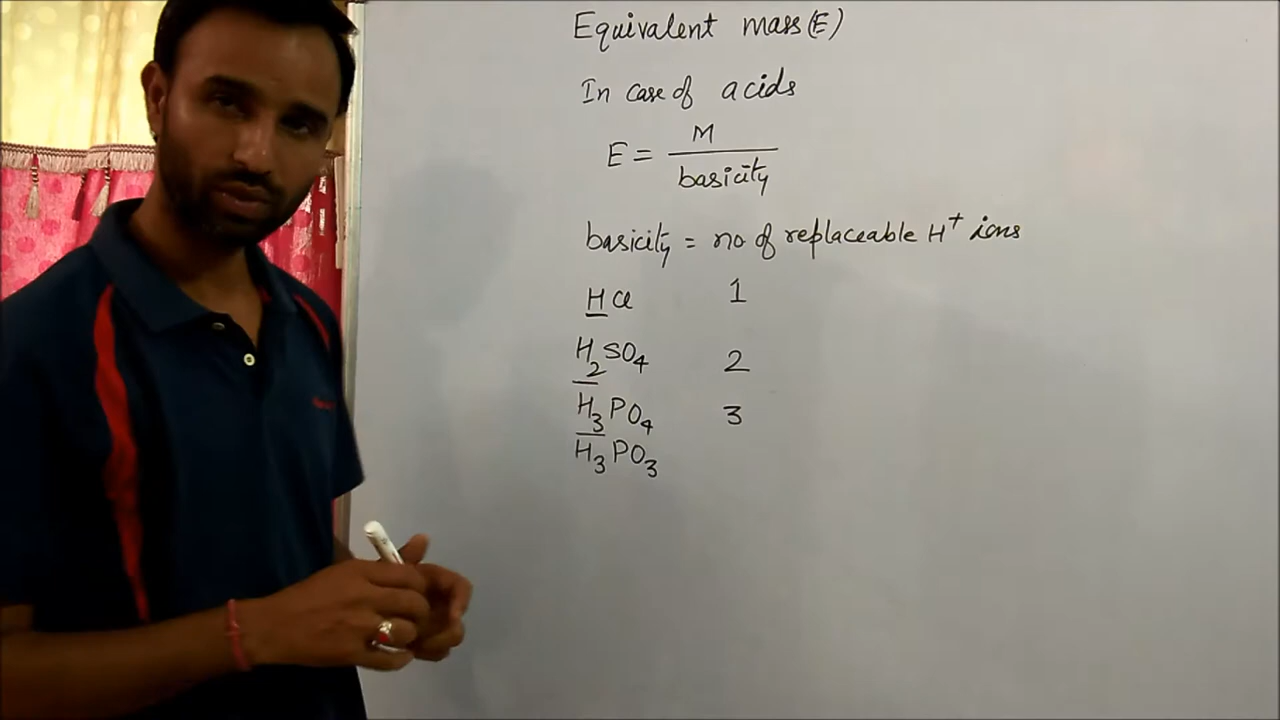 Equivalent mass (E)
In case of acids
E = M / basicity
basicity = no of replaceable H⁺ ions
HCl 1
H₂SO₄ 2
H₃PO₄ 3
H₃PO₃